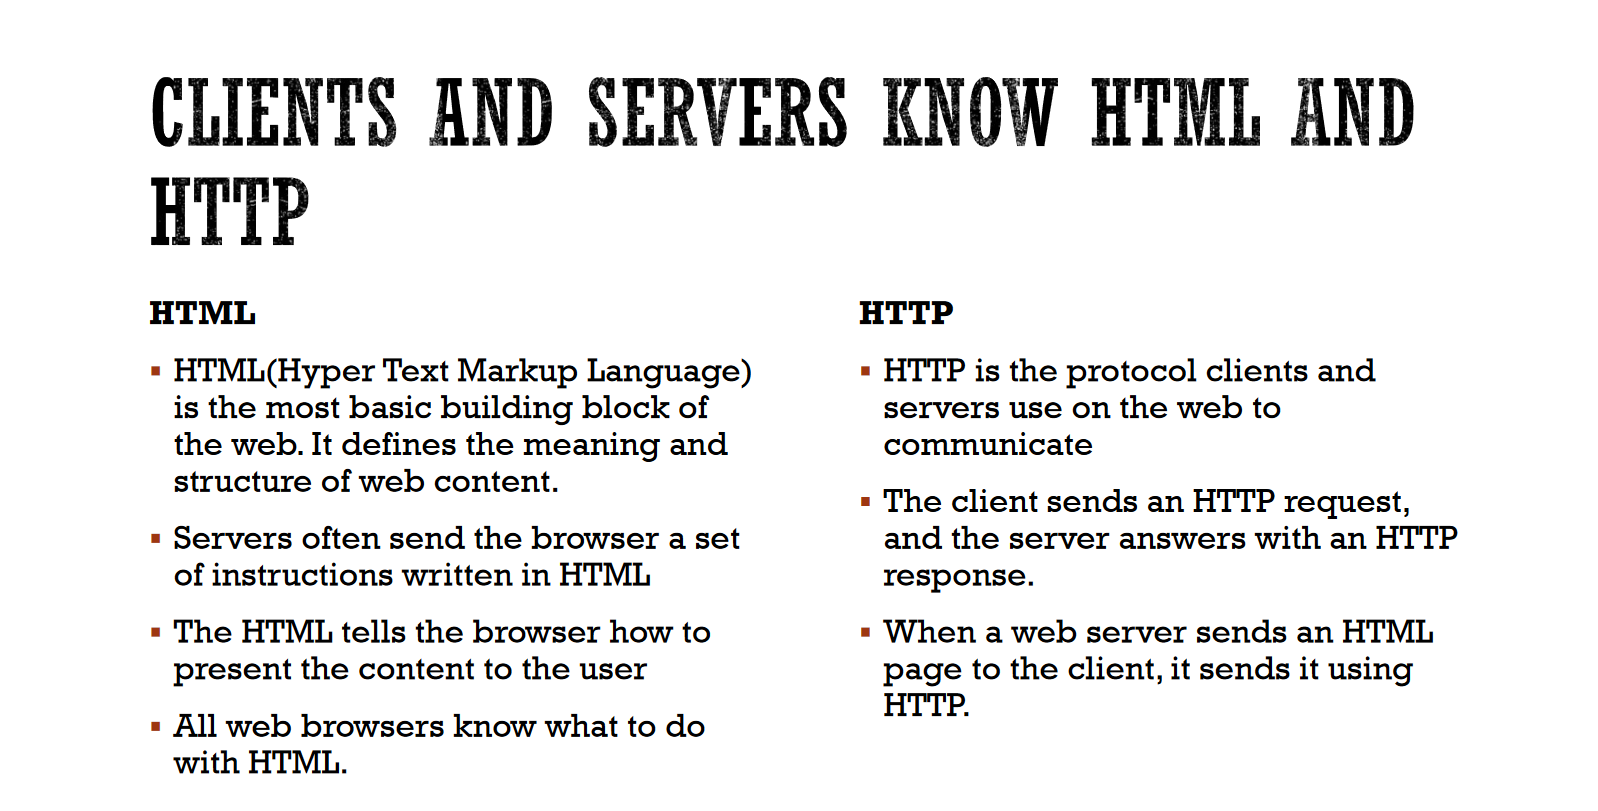 CLIENTS AND SERVERS KNOW HTML AND
HTTP
HTML
▪ HTML(Hyper Text Markup Language)
is the most basic building block of
the web. It defines the meaning and
structure of web content.
▪ Servers often send the browser a set
of instructions written in HTML
▪ The HTML tells the browser how to
present the content to the user
▪ All web browsers know what to do
with HTML.
HTTP
▪ HTTP is the protocol clients and
servers use on the web to
communicate
▪ The client sends an HTTP request,
and the server answers with an HTTP
response.
▪ When a web server sends an HTML
page to the client, it sends it using
HTTP.